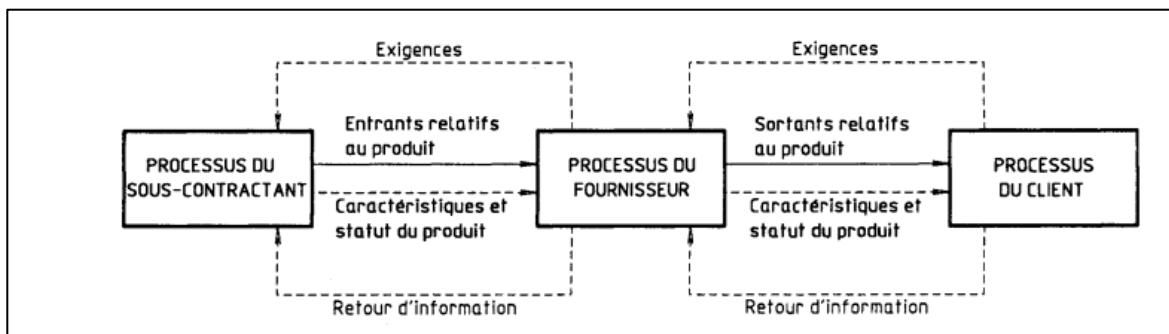 Exigences
Exigences
Entrants relatifs
au produit
Sortants relatifs
au produit
PROCESSUS DU
SOUS-CONTRACTANT
PROCESSUS DU
FOURNISSEUR
PROCESSUS
DU CLIENT
Caractéristiques et
statut du produit
Caractéristiques et
statut du produit
Retour d'information
Retour d'information